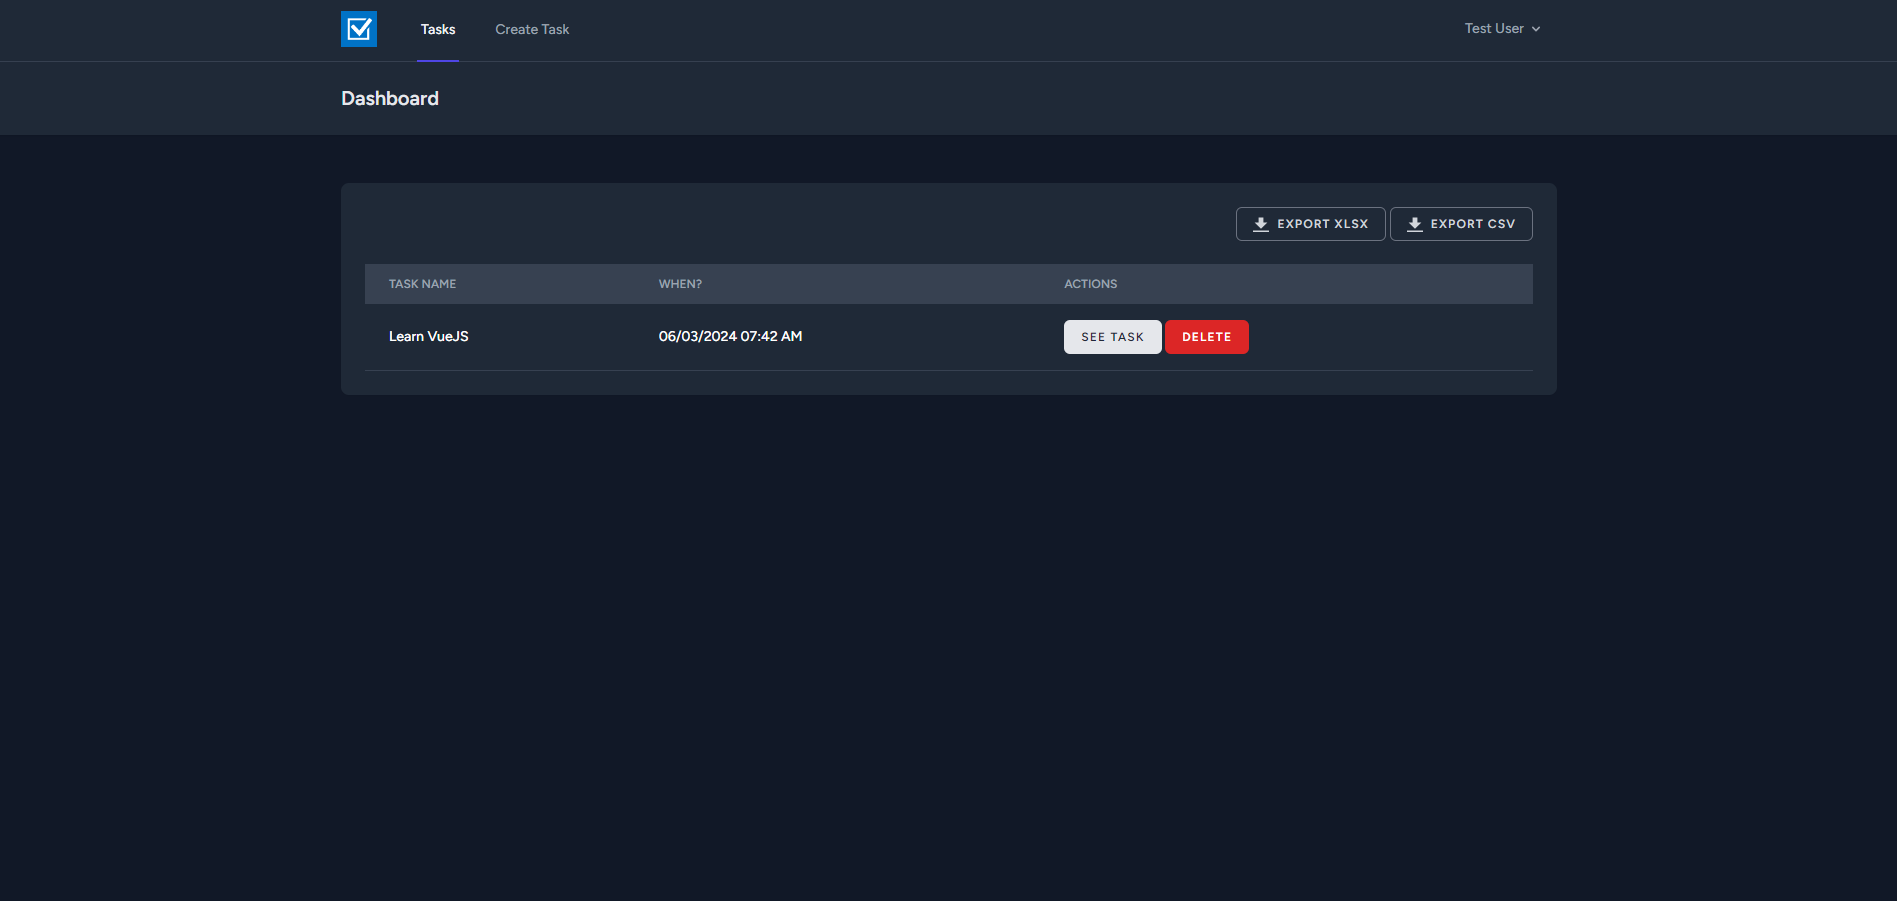 Tasks Create Task Test User
Dashboard
EXPORT XLSX EXPORT CSV
TASK NAME WHEN? ACTIONS
Learn VueJS 06/03/2024 07:42 AM SEE TASK DELETE